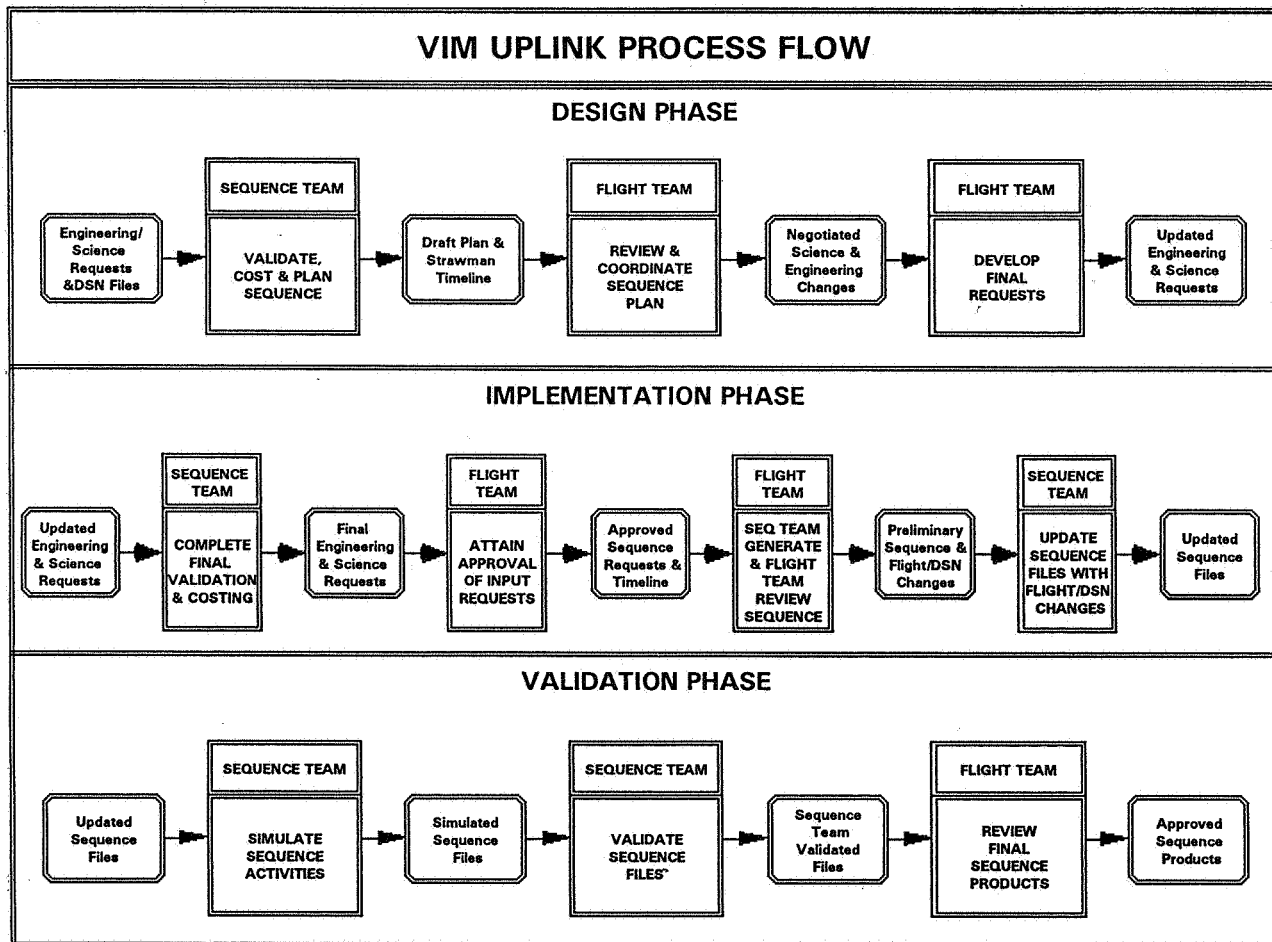 VIM UPLINK PROCESS FLOW
DESIGN PHASE
Engineering/
Science
Requests
&DSN Files
SEQUENCE TEAM
VALIDATE,
COST & PLAN
SEQUENCE
Draft Plan &
Strawman
Timeline
FLIGHT TEAM
REVIEW &
COORDINATE
SEQUENCE
PLAN
Negotiated
Science &
Engineering
Changes
FLIGHT TEAM
DEVELOP
FINAL
REQUESTS
Updated
Engineering
& Science
Requests
IMPLEMENTATION PHASE
Updated
Engineering
& Science
Requests
SEQUENCE
TEAM
COMPLETE
FINAL
VALIDATION
& COSTING
Final
Engineering
& Science
Requests
FLIGHT
TEAM
ATTAIN
APPROVAL
OF INPUT
REQUESTS
Approved
Sequence
Requests &
Timeline
FLIGHT
TEAM
SEQ TEAM
GENERATE
& FLIGHT
TEAM
REVIEW
SEQUENCE
Preliminary
Sequence &
Flight/DSN
Changes
SEQUENCE
TEAM
UPDATE
SEQUENCE
FILES WITH
FLIGHT/DSN
CHANGES
Updated
Sequence
Files
VALIDATION PHASE
Updated
Sequence
Files
SEQUENCE TEAM
SIMULATE
SEQUENCE
ACTIVITIES
Simulated
Sequence
Files
SEQUENCE TEAM
VALIDATE
SEQUENCE
FILES
Sequence
Team
Validated
Files
FLIGHT TEAM
REVIEW
FINAL
SEQUENCE
PRODUCTS
Approved
Sequence
Products